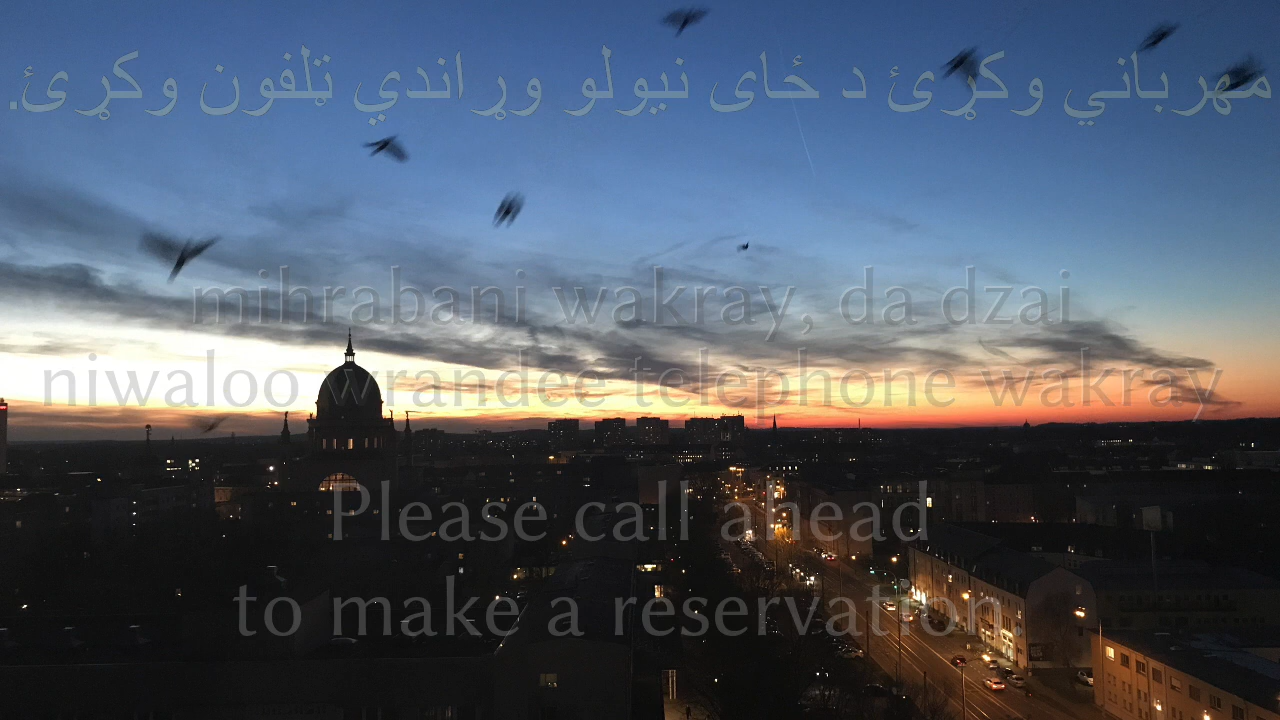 مهرباني وکړئ د ځای نیولو وړاندي تلفون وکړئ.
mihrabani wakray, da dzai
niwaloo wrandee telephone wakray
Please call ahead
to make a reservation